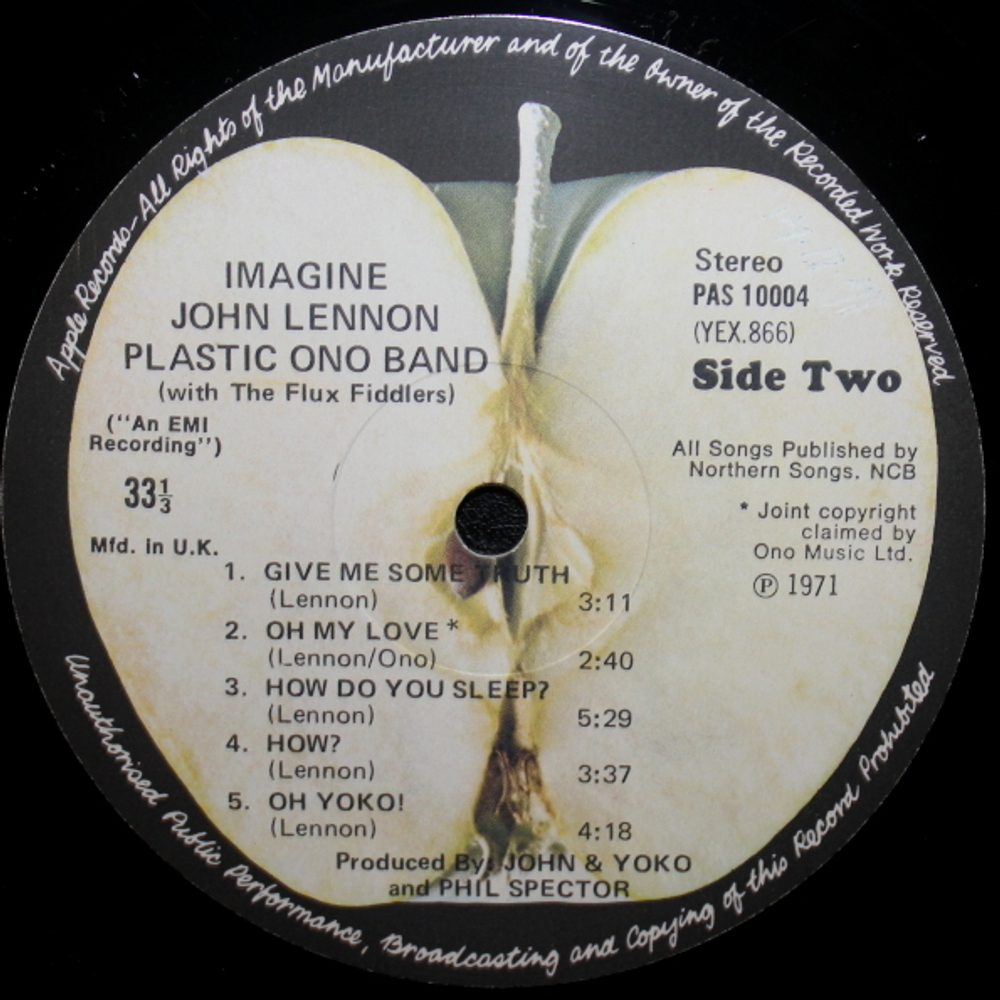 Apple Records-All Rights of the Manufacturer and of the Owner of the Recorded Work Reserved
IMAGINE
JOHN LENNON
PLASTIC ONO BAND
(with The Flux Fiddlers)
("An EMI
Recording")
33⅓
Mfd. in U.K.
Stereo
PAS 10004
(YEX.866)
Side Two
All Songs Published by
Northern Songs. NCB
* Joint copyright
claimed by
Ono Music Ltd.
℗ 1971
1. GIVE ME SOME TRUTH
(Lennon) 3:11
2. OH MY LOVE *
(Lennon/Ono) 2:40
3. HOW DO YOU SLEEP?
(Lennon) 5:29
4. HOW?
(Lennon) 3:37
5. OH YOKO!
(Lennon) 4:18
Produced By: JOHN & YOKO
and PHIL SPECTOR
Unauthorised Public Performance, Broadcasting and Copying of this Record Prohibited